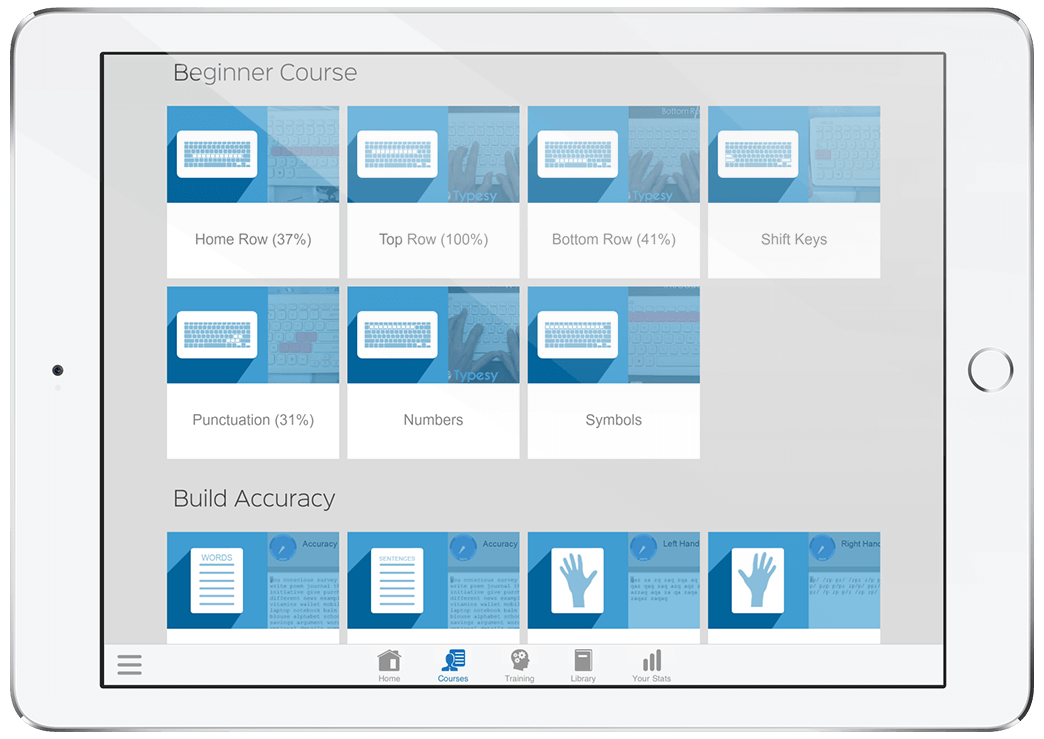 Beginner Course
Bottom K
Typesy
Typesy
Home Row (37%)
Top Row (100%)
Bottom Row (41%)
Shift Keys
Typesy
Punctuation (31%)
Numbers
Symbols
Build Accuracy
WORDS
Accuracy
SENTENCES
Accuracy
Left Hand
Right Hand
Home
Courses
Training
Library
Your Stats